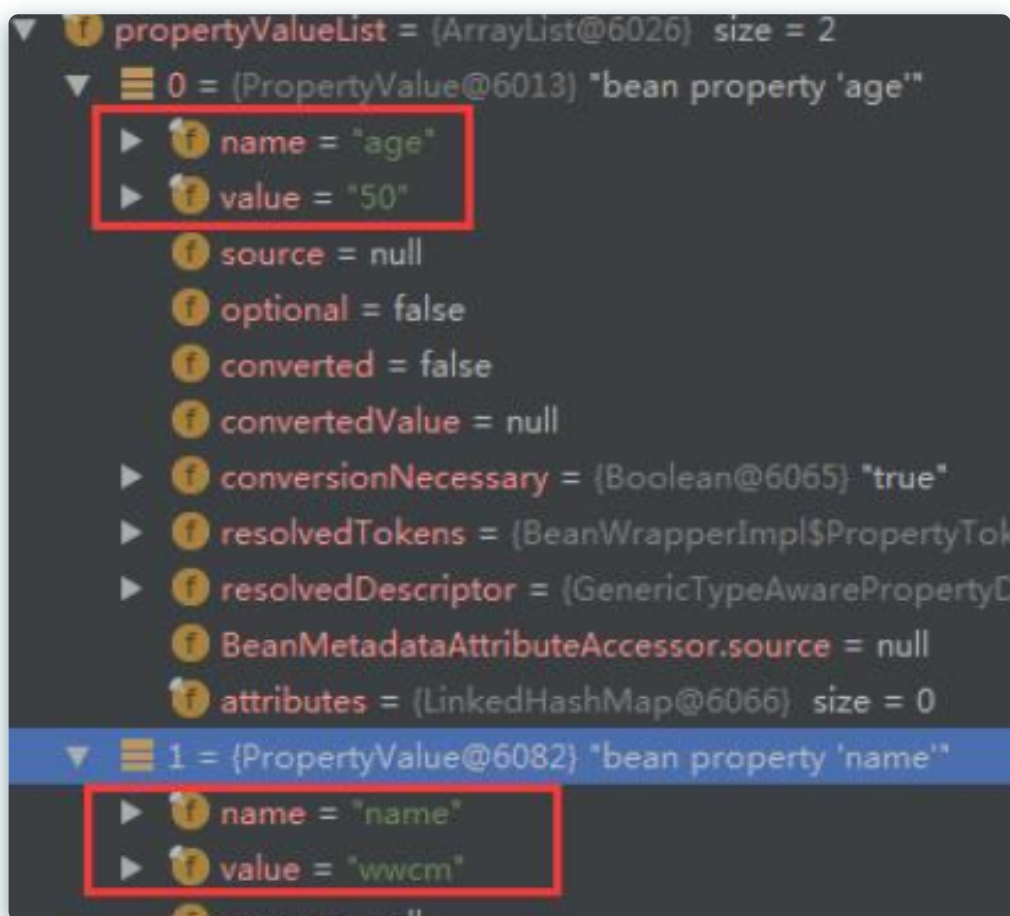 propertyValueList = {ArrayList@6026} size = 2
0 = {PropertyValue@6013} "bean property 'age'"
name = "age"
value = "50"
source = null
optional = false
converted = false
convertedValue = null
conversionNecessary = {Boolean@6065} "true"
resolvedTokens = {BeanWrapperImpl$PropertyTok
resolvedDescriptor = {GenericTypeAwarePropertyD
BeanMetadataAttributeAccessor.source = null
attributes = {LinkedHashMap@6066} size = 0
1 = {PropertyValue@6082} "bean property 'name'"
name = "name"
value = "wwcm"